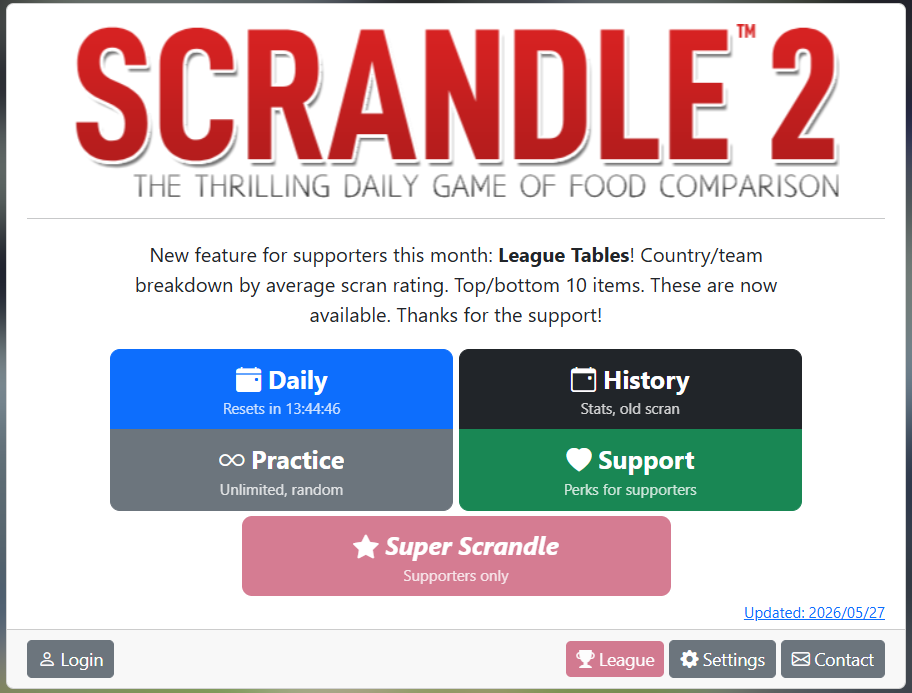 SCRANDLE™ 2
THE THRILLING DAILY GAME OF FOOD COMPARISON
New feature for supporters this month: League Tables! Country/team
breakdown by average scran rating. Top/bottom 10 items. These are now
available. Thanks for the support!
Daily
Resets in 13:44:46
History
Stats, old scran
Practice
Unlimited, random
Support
Perks for supporters
Super Scrandle
Supporters only
Updated: 2026/05/27
Login
League
Settings
Contact